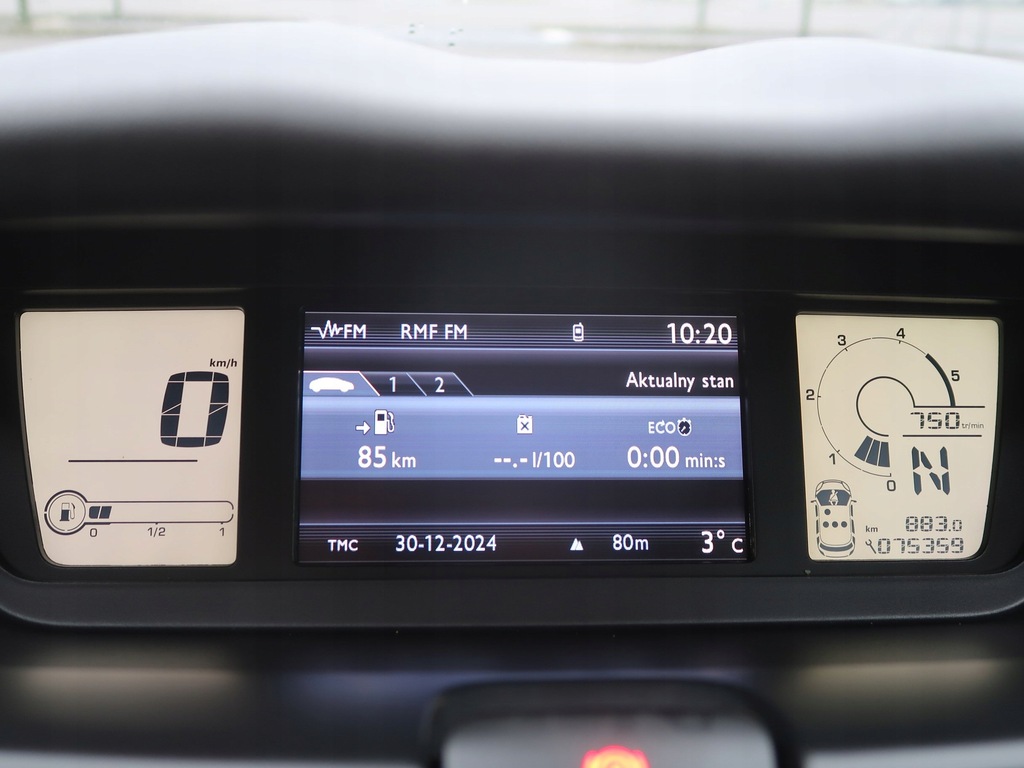 km/h
0
0 1/2 1
FM RMF FM 10:20
1 2 Aktualny stan
ECO
85 km --.- l/100 0:00 min:s
TMC 30-12-2024 80m 3° C
0 1 2 3 4 5
750 tr/min
N
km 883.0
075359